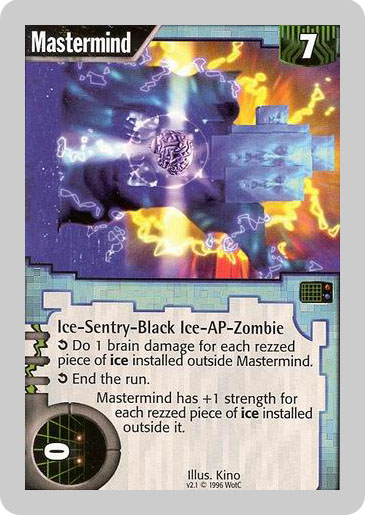 Mastermind
7
Ice-Sentry-Black Ice-AP-Zombie
Do 1 brain damage for each rezzed
piece of ice installed outside Mastermind.
End the run.
Mastermind has +1 strength for
each rezzed piece of ice installed
outside it.
0
Illus. Kino
v2.1 © 1996 WotC